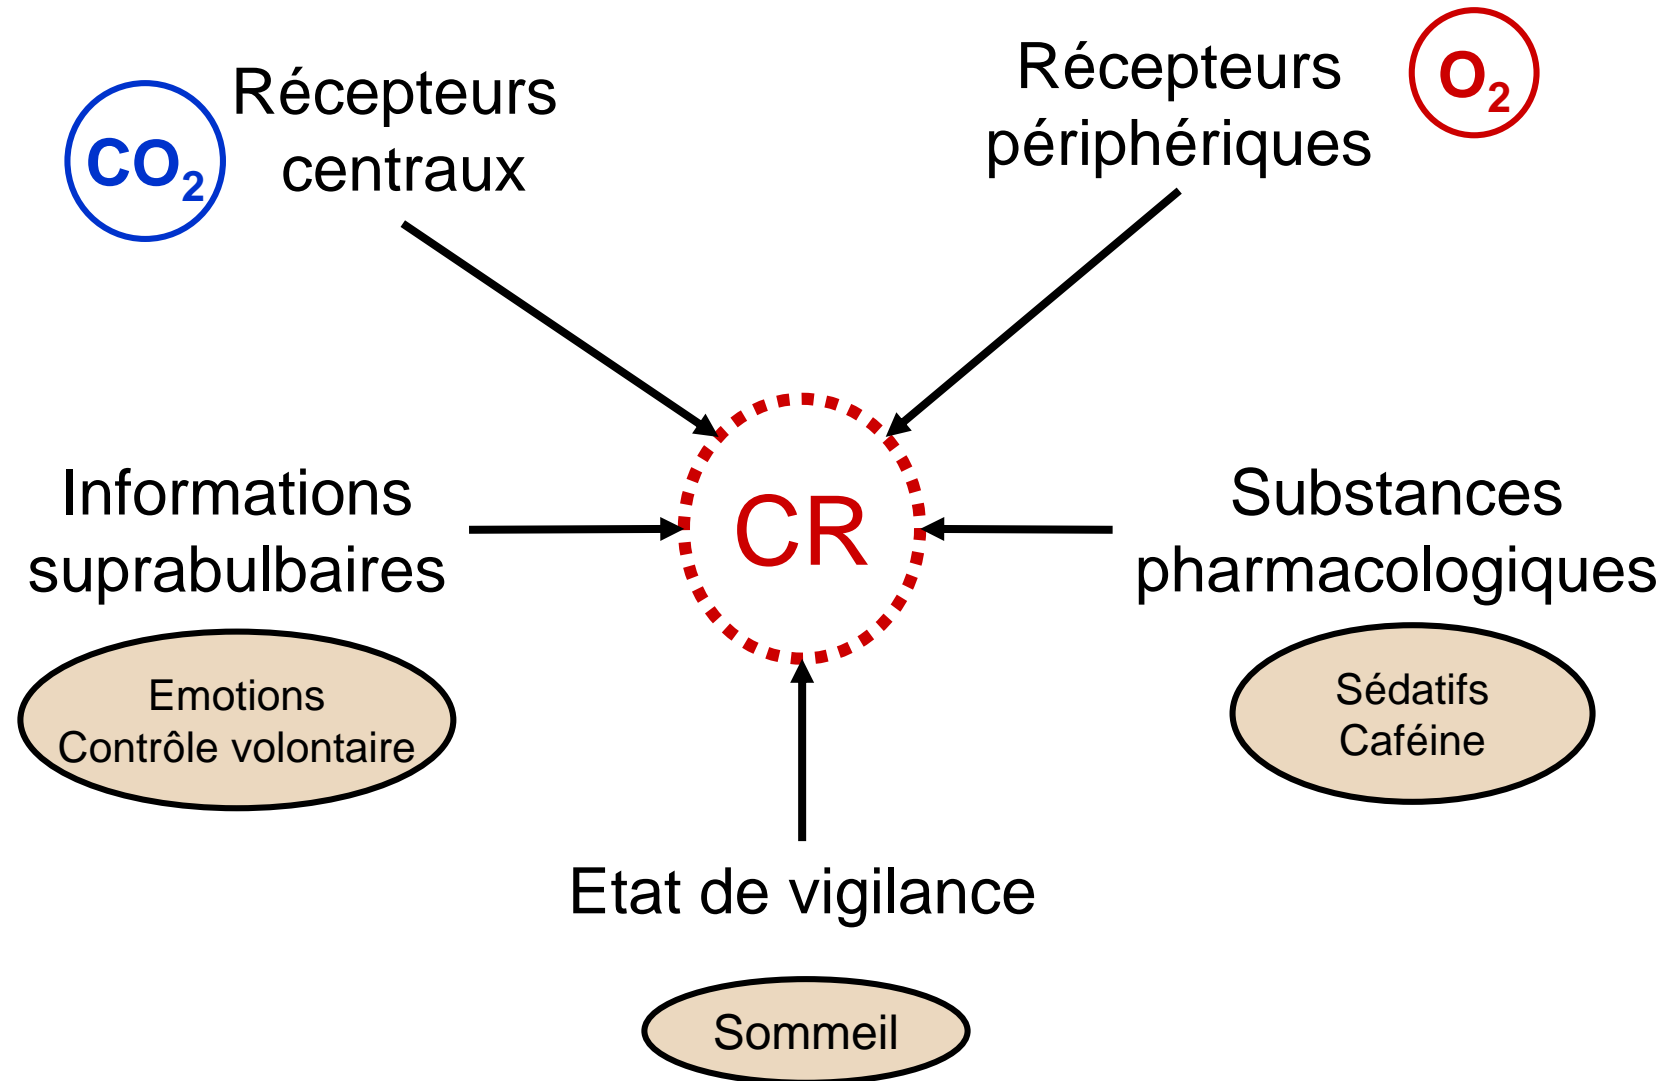 CO₂
Récepteurs
centraux
Récepteurs
périphériques
O₂
Informations
suprabulbaires
CR
Substances
pharmacologiques
Emotions
Contrôle volontaire
Sédatifs
Caféine
Etat de vigilance
Sommeil